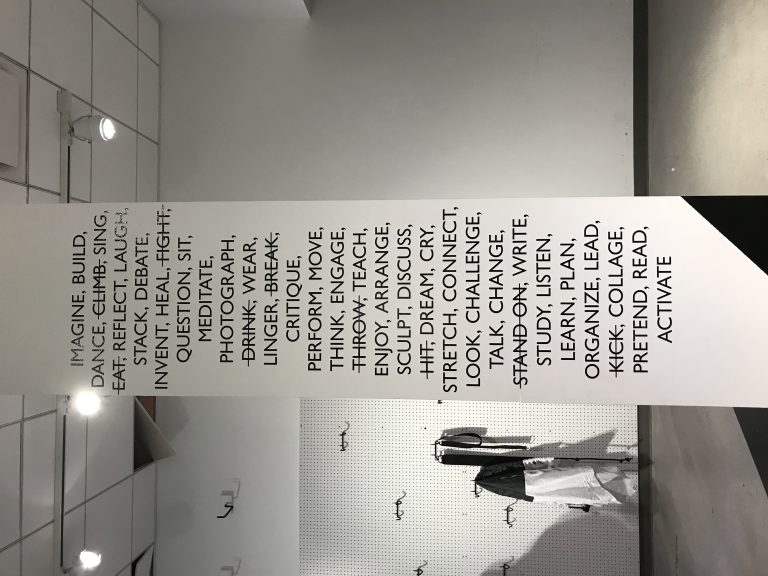 IMAGINE, BUILD,
DANCE, CLIMB, SING,
EAT, REFLECT, LAUGH,
STACK, DEBATE,
INVENT, HEAL, FIGHT,
QUESTION, SIT,
MEDITATE,
PHOTOGRAPH,
DRINK, WEAR,
LINGER, BREAK,
CRITIQUE,
PERFORM, MOVE,
THINK, ENGAGE,
THROW, TEACH,
ENJOY, ARRANGE,
SCULPT, DISCUSS,
HIT, DREAM, CRY,
STRETCH, CONNECT,
LOOK, CHALLENGE,
TALK, CHANGE,
STAND ON, WRITE,
STUDY, LISTEN,
LEARN, PLAN,
ORGANIZE, LEAD,
KICK, COLLAGE,
PRETEND, READ,
ACTIVATE